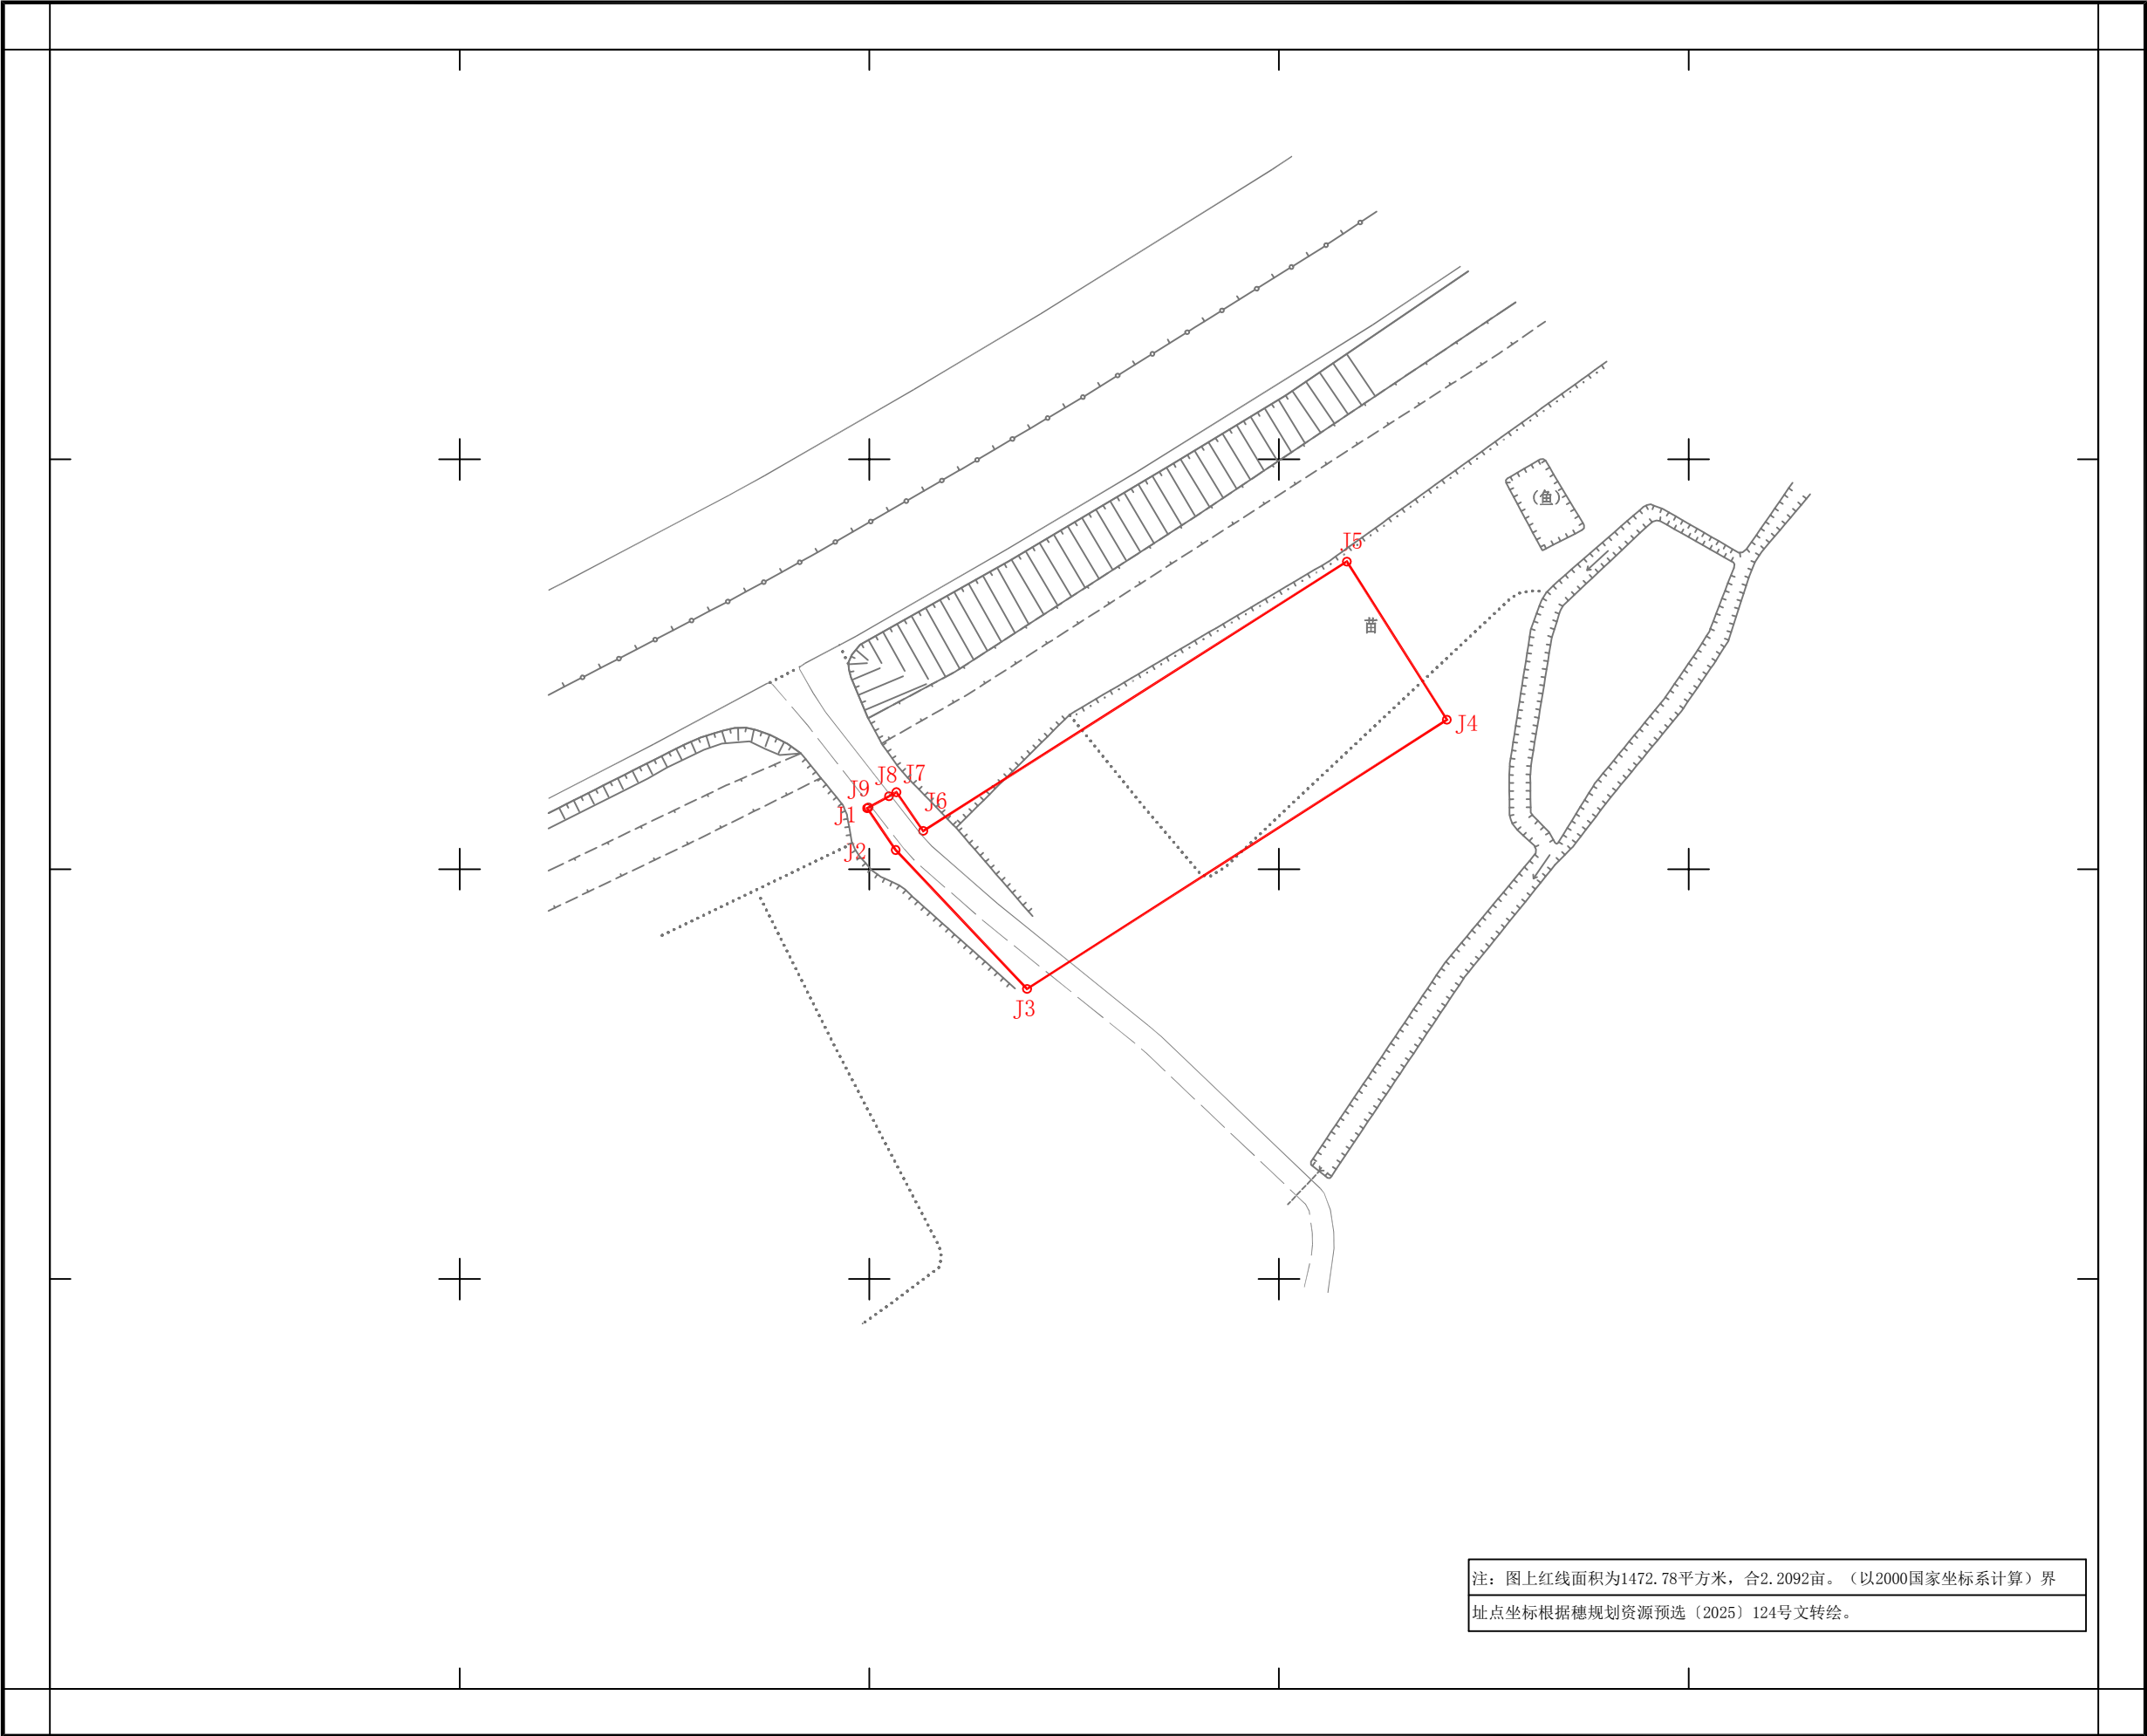 (鱼)
J5
苗
J4
J8
J7
J9
J6
J1
J2
J3
注：图上红线面积为1472.78平方米，合2.2092亩。（以2000国家坐标系计算）界
址点坐标根据穗规划资源预选〔2025〕124号文转绘。